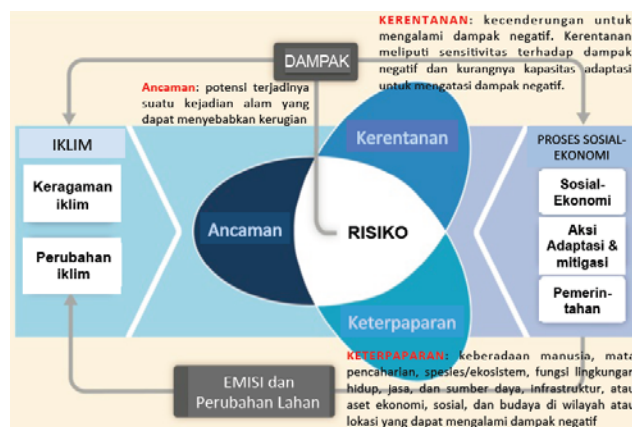 KERENTANAN: kecenderungan untuk
mengalami dampak negatif. Kerentanan
meliputi sensitivitas terhadap dampak
negatif dan kurangnya kapasitas adaptasi
untuk mengatasi dampak negatif.
DAMPAK
Ancaman: potensi terjadinya
suatu kejadian alam yang
dapat menyebabkan kerugian
IKLIM
Keragaman
iklim
Perubahan
iklim
Kerentanan
Ancaman
RISIKO
Keterpaparan
PROSES SOSIAL-
EKONOMI
Sosial-
Ekonomi
Aksi
Adaptasi &
mitigasi
Pemerin-
tahan
EMISI dan
Perubahan Lahan
KETERPAPARAN: keberadaan manusia, mata
pencaharian, spesies/ekosistem, fungsi lingkungan
hidup, jasa, dan sumber daya, infrastruktur, atau
aset ekonomi, sosial, dan budaya di wilayah atau
lokasi yang dapat mengalami dampak negatif